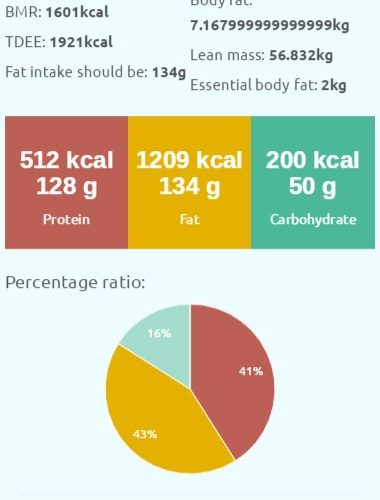 BMR: 1601kcal
TDEE: 1921kcal
Fat intake should be: 134g
Body fat:
7.167999999999999kg
Lean mass: 56.832kg
Essential body fat: 2kg
512 kcal
128 g
Protein
1209 kcal
134 g
Fat
200 kcal
50 g
Carbohydrate
Percentage ratio:
16%
41%
43%